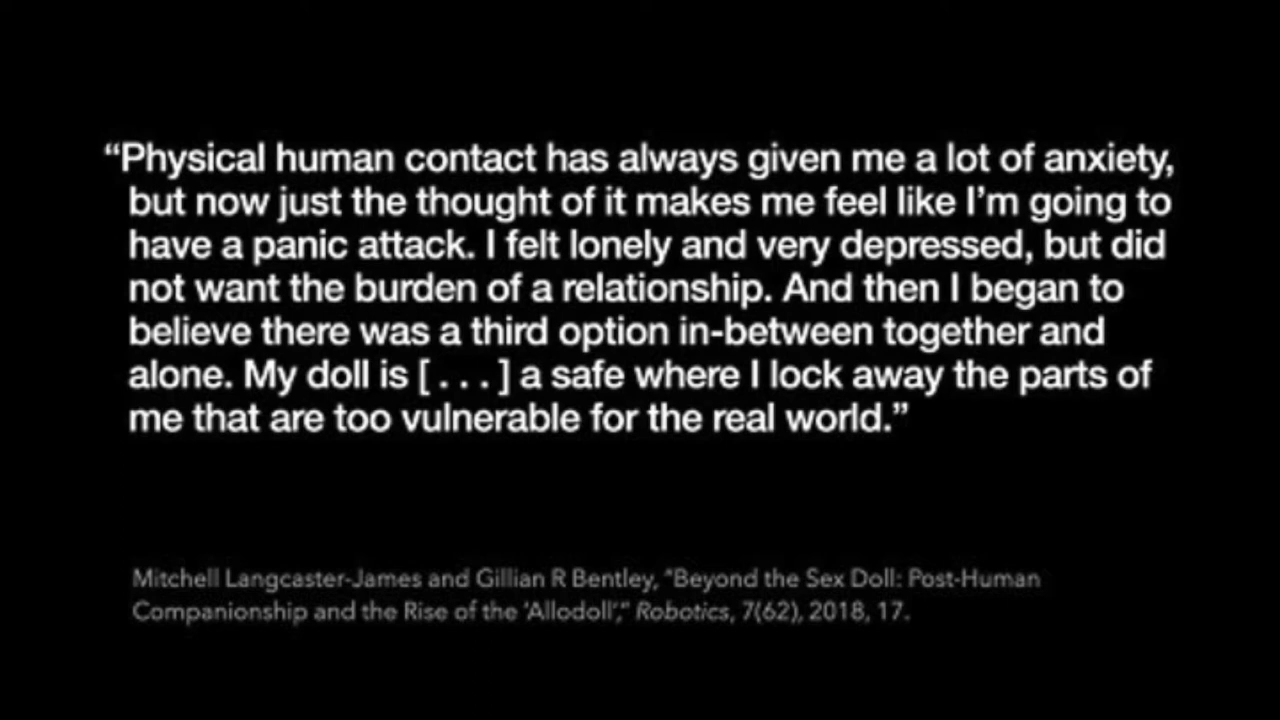 “Physical human contact has always given me a lot of anxiety,
but now just the thought of it makes me feel like I’m going to
have a panic attack. I felt lonely and very depressed, but did
not want the burden of a relationship. And then I began to
believe there was a third option in-between together and
alone. My doll is [ . . . ] a safe where I lock away the parts of
me that are too vulnerable for the real world.”
Mitchell Langcaster-James and Gillian R Bentley, “Beyond the Sex Doll: Post-Human
Companionship and the Rise of the ‘Allodoll’,” Robotics, 7(62), 2018, 17.